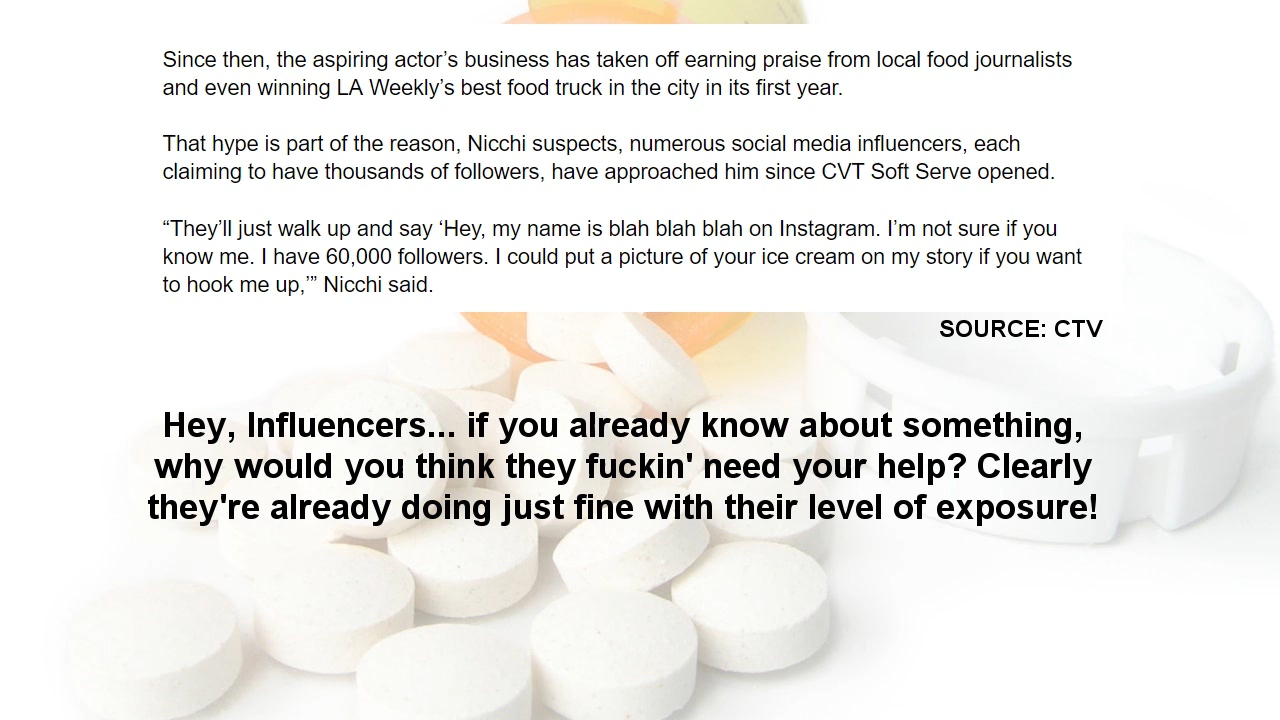 Since then, the aspiring actor’s business has taken off earning praise from local food journalists
and even winning LA Weekly’s best food truck in the city in its first year.
That hype is part of the reason, Nicchi suspects, numerous social media influencers, each
claiming to have thousands of followers, have approached him since CVT Soft Serve opened.
“They’ll just walk up and say ‘Hey, my name is blah blah blah on Instagram. I’m not sure if you
know me. I have 60,000 followers. I could put a picture of your ice cream on my story if you want
to hook me up,’” Nicchi said.
SOURCE: CTV
Hey, Influencers... if you already know about something,
why would you think they fuckin' need your help? Clearly
they're already doing just fine with their level of exposure!